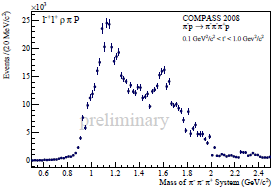 ×10³
1⁻1⁺ ρ π P
COMPASS 2008
π⁻p → π⁻π⁻π⁺p
0.1 GeV²/c² < t' < 1.0 GeV²/c²
Events / (20 MeV/c²)
25
20
15
10
5
0
preliminary
0.6 0.8 1 1.2 1.4 1.6 1.8 2 2.2 2.4
Mass of π⁻π⁻π⁺ System (GeV/c²)